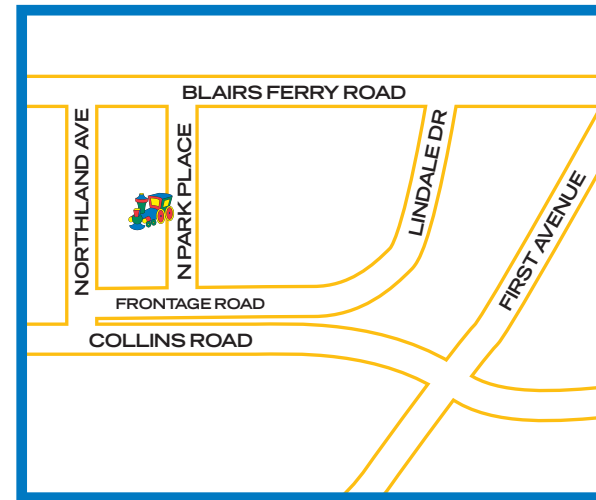 BLAIRS FERRY ROAD
NORTHLAND AVE
N PARK PLACE
LINDALE DR
FIRST AVENUE
FRONTAGE ROAD
COLLINS ROAD